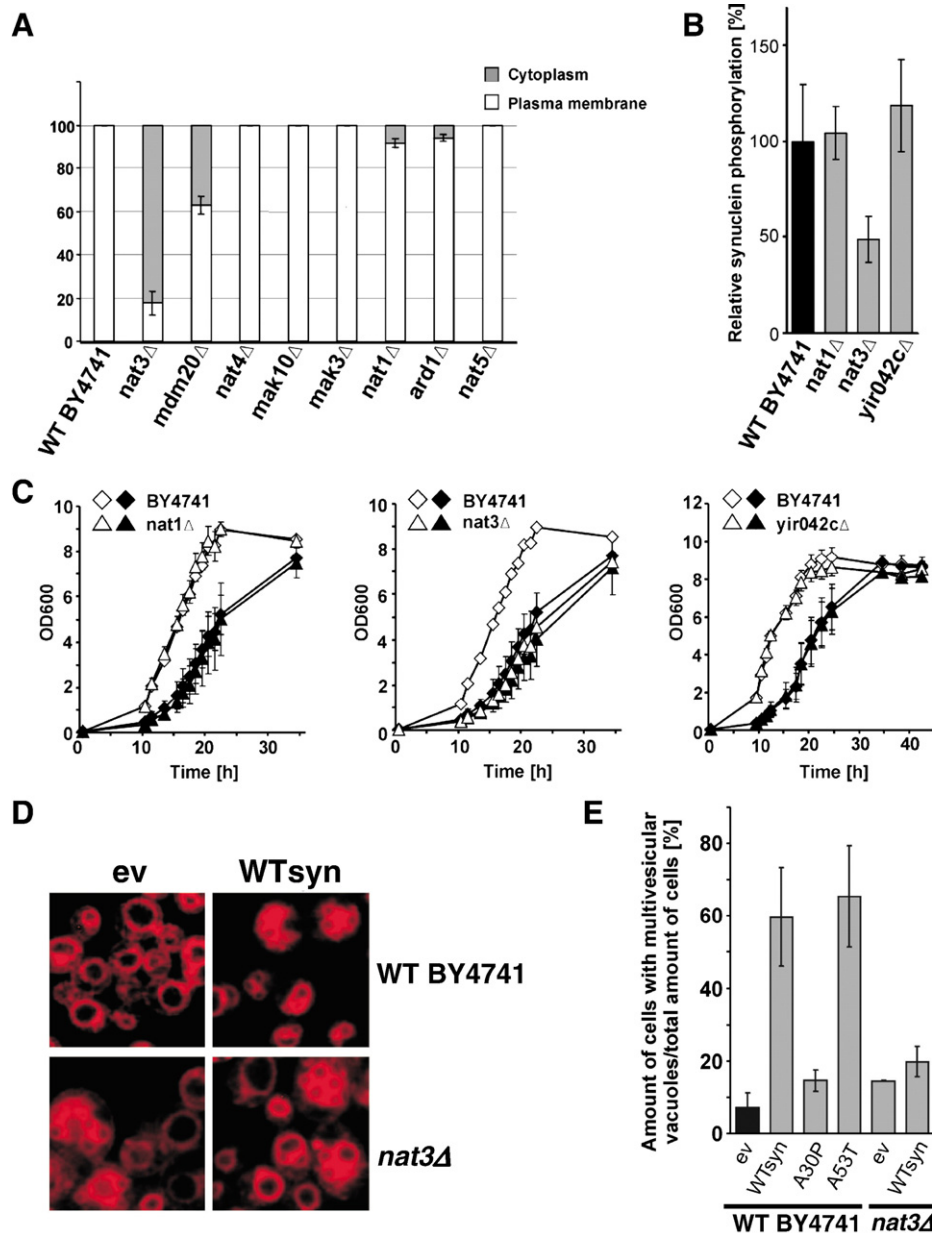 A
Cytoplasm
Plasma membrane
100
80
60
40
20
0
WT BY4741
nat3Δ
mdm20Δ
nat4Δ
mak10Δ
mak3Δ
nat1Δ
ard1Δ
nat5Δ
B
Relative synuclein phosphorylation [%]
150
100
50
0
WT BY4741
nat1Δ
nat3Δ
yir042cΔ
C
BY4741
nat1Δ
OD600
10
8
6
4
2
0
0 10 20 30
Time [h]
BY4741
nat3Δ
OD600
10
8
6
4
2
0
0 10 20 30
Time [h]
BY4741
yir042cΔ
OD600
12
10
8
6
4
2
0
0 10 20 30 40
Time [h]
D
ev WTsyn
WT BY4741
nat3Δ
E
Amount of cells with multivesicular
vacuoles/total amount of cells [%]
80
60
40
20
0
ev
WTsyn
A30P
A53T
ev
WTsyn
WT BY4741 nat3Δ